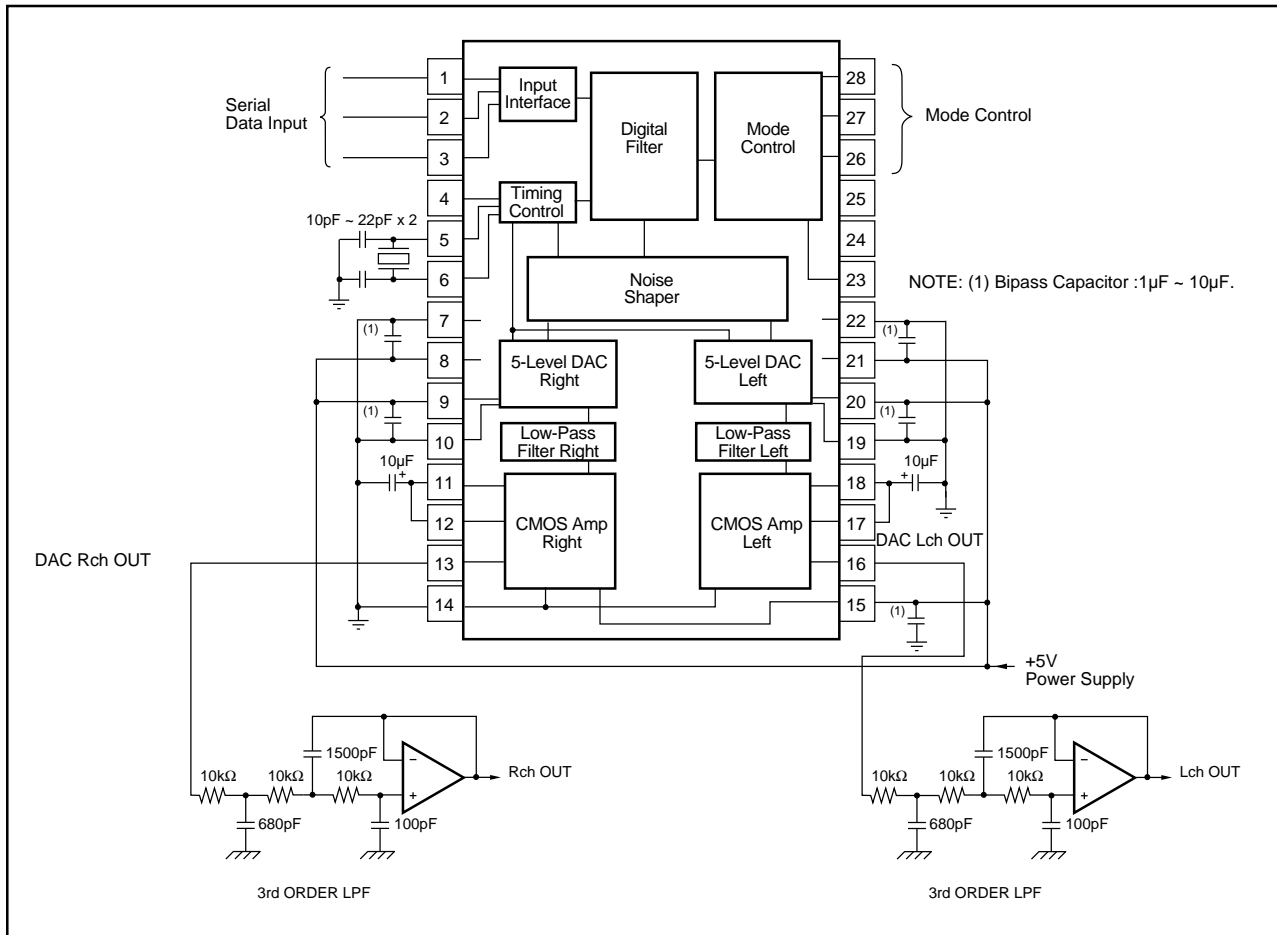 1
2
3
4
5
6
7
8
9
10
11
12
13
14
28
27
26
25
24
23
22
21
20
19
18
17
16
15
Serial
Data Input
Input
Interface
Digital
Filter
Mode
Control
Mode Control
Timing
Control
10pF ~ 22pF x 2
Noise
Shaper
NOTE: (1) Bipass Capacitor :1µF ~ 10µF.
(1)
(1)
5-Level DAC
Right
5-Level DAC
Left
(1)
(1)
Low-Pass
Filter Right
Low-Pass
Filter Left
10µF
+
10µF
+
CMOS Amp
Right
CMOS Amp
Left
DAC Rch OUT
DAC Lch OUT
(1)
+5V
Power Supply
1500pF
10kΩ
10kΩ
10kΩ
−
+
Rch OUT
680pF
100pF
3rd ORDER LPF
1500pF
10kΩ
10kΩ
10kΩ
−
+
Lch OUT
680pF
100pF
3rd ORDER LPF